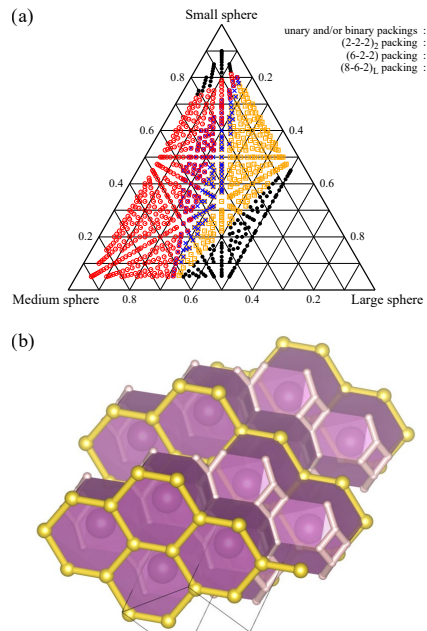 (a)
Small sphere
unary and/or binary packings :
(2-2-2)₂ packing :
(6-2-2) packing :
(8-6-2)L packing :
0.8 0.2
0.6 0.4
0.4 0.6
0.2 0.8
Medium sphere 0.8 0.6 0.4 0.2 Large sphere
(b)